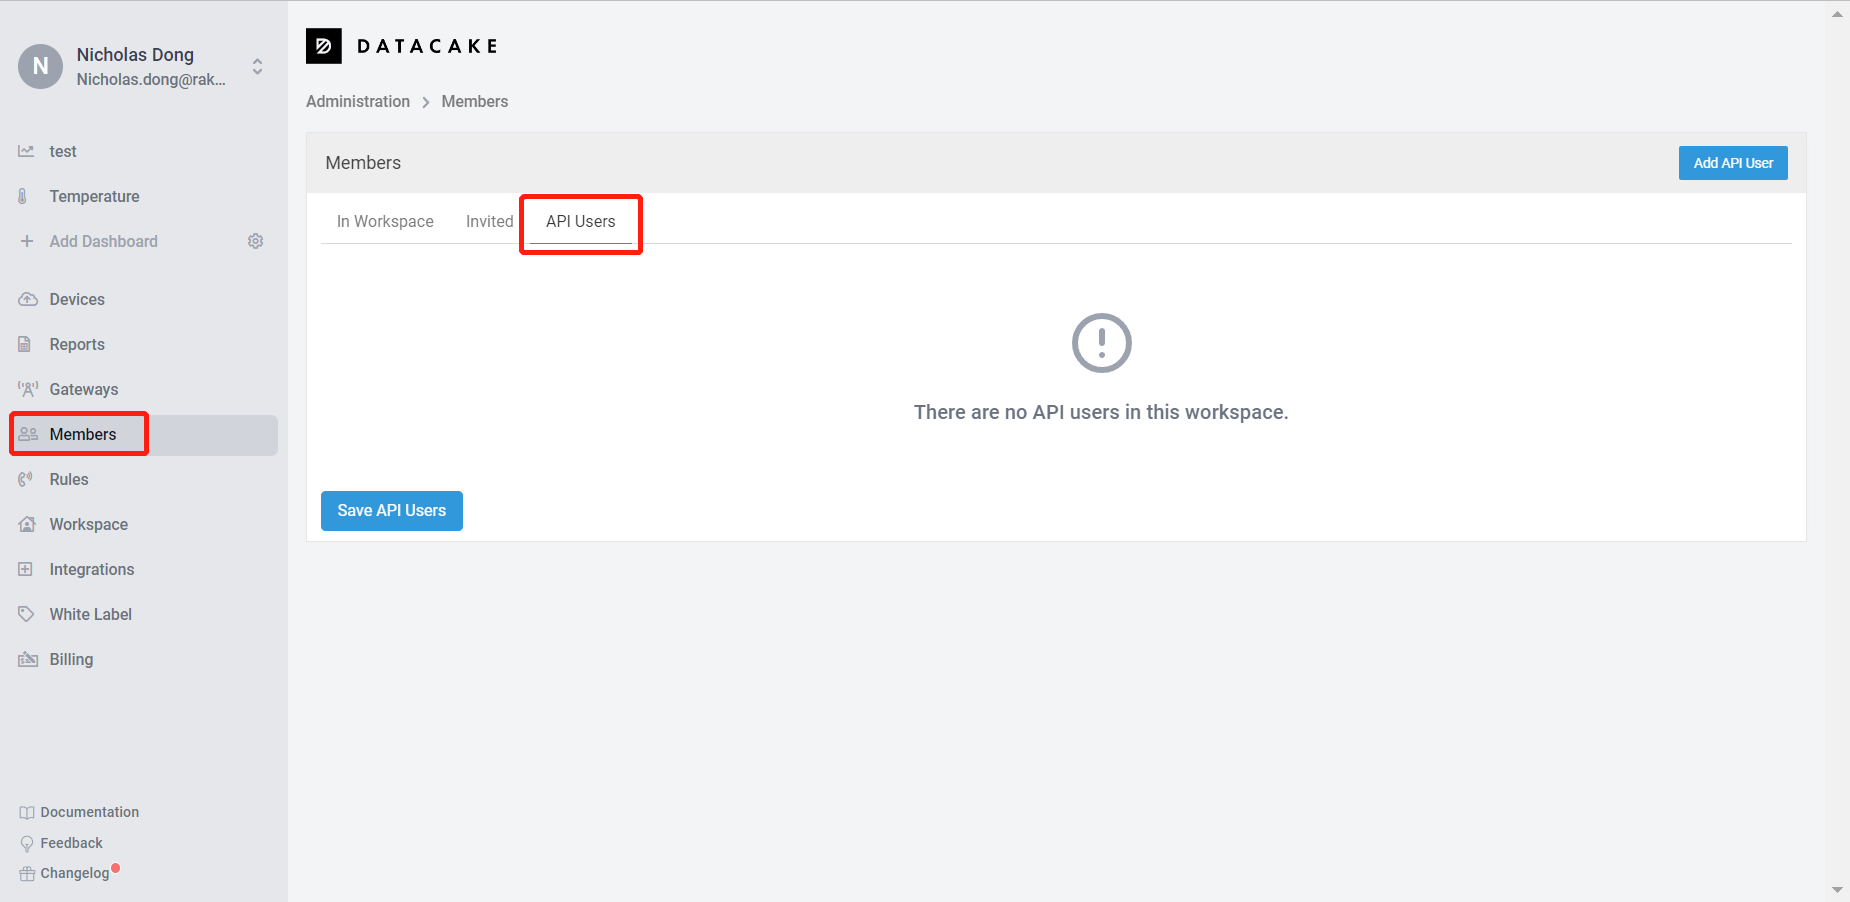 N
Nicholas Dong
Nicholas.dong@rak...
test
Temperature
Add Dashboard
Devices
Reports
Gateways
Members
Rules
Workspace
Integrations
White Label
Billing
Documentation
Feedback
Changelog
DATACAKE
Administration > Members
Members
Add API User
In Workspace Invited API Users
There are no API users in this workspace.
Save API Users